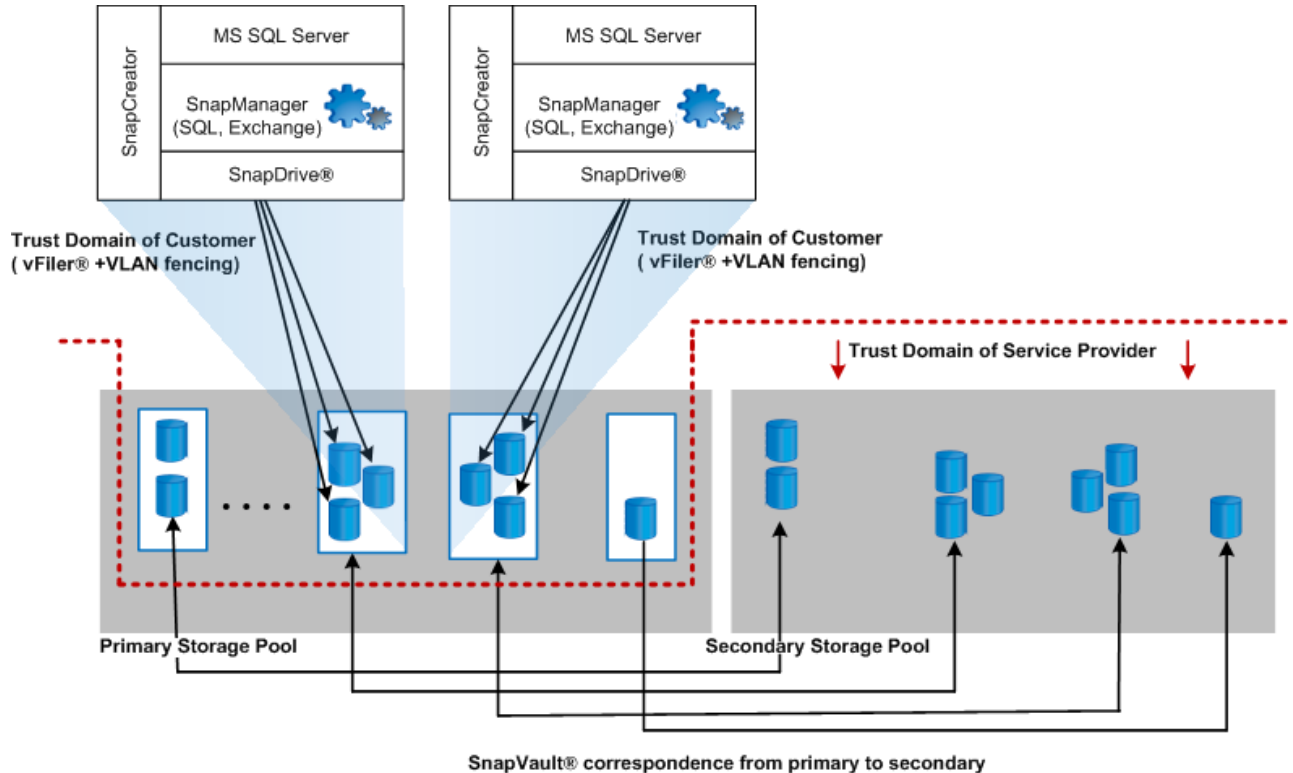 SnapCreator
MS SQL Server
SnapManager
(SQL, Exchange)
SnapDrive®
SnapCreator
MS SQL Server
SnapManager
(SQL, Exchange)
SnapDrive®
Trust Domain of Customer
( vFiler® +VLAN fencing)
Trust Domain of Customer
( vFiler® +VLAN fencing)
Trust Domain of Service Provider
. . . .
Primary Storage Pool
Secondary Storage Pool
SnapVault® correspondence from primary to secondary